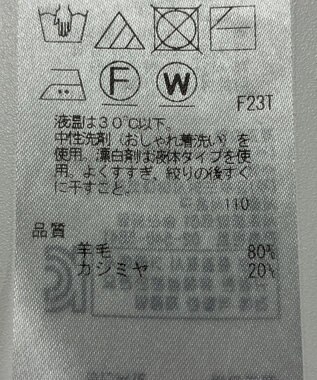 F
W
F23T
液温は30℃以下。
中性洗剤(おしゃれ着洗い)を
使用。漂白剤は液体タイプを使
用。よくすすぎ、絞りの後すぐ
に干すこと。
110
品質
羊毛 80%
カシミヤ 20%